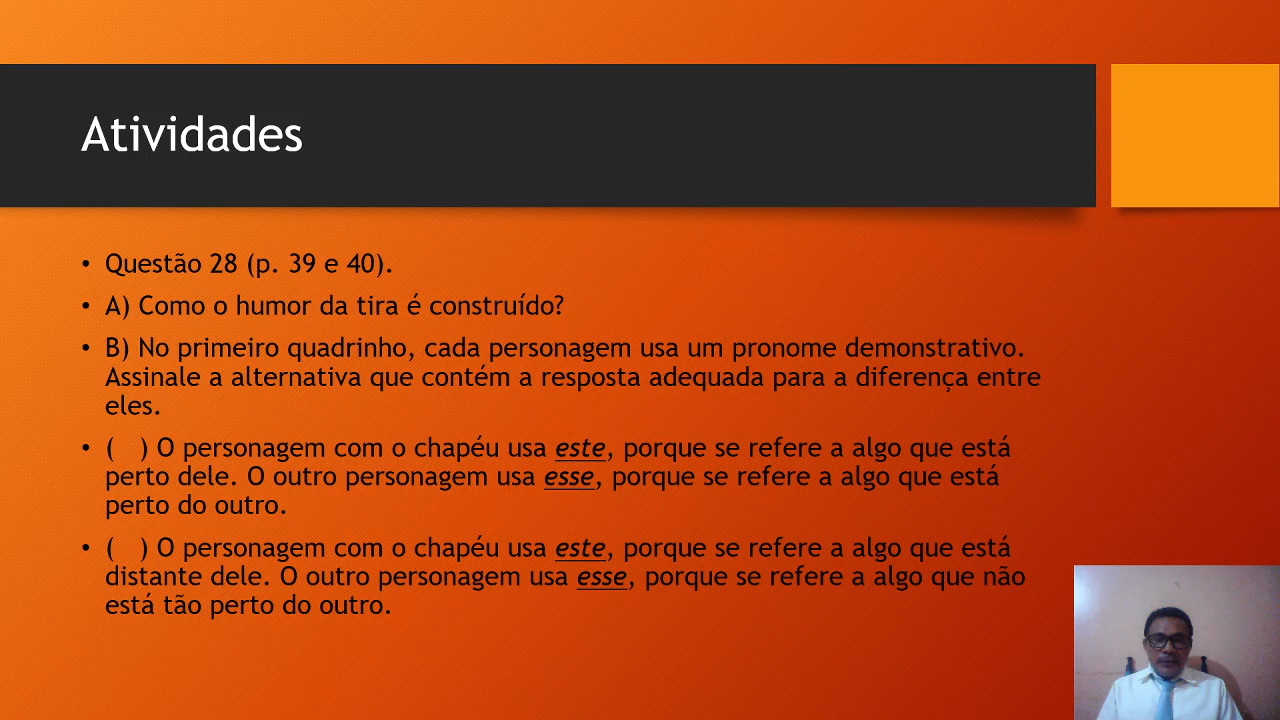 Atividades
• Questão 28 (p. 39 e 40).
• A) Como o humor da tira é construído?
• B) No primeiro quadrinho, cada personagem usa um pronome demonstrativo.
Assinale a alternativa que contém a resposta adequada para a diferença entre
eles.
• (   ) O personagem com o chapéu usa este, porque se refere a algo que está
perto dele. O outro personagem usa esse, porque se refere a algo que está
perto do outro.
• (   ) O personagem com o chapéu usa este, porque se refere a algo que está
distante dele. O outro personagem usa esse, porque se refere a algo que não
está tão perto do outro.